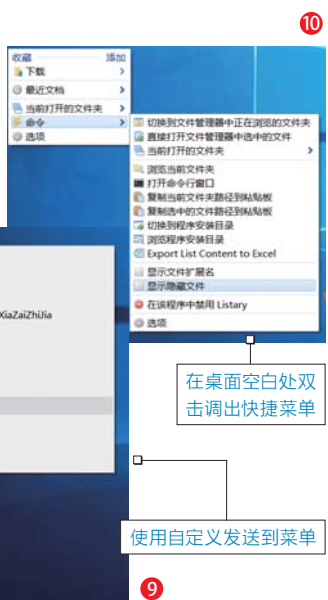 ⑩
收藏 添加
下载
最近文档
当前打开的文件夹
命令
选项
切换到文件管理器中正在浏览的文件夹
直接打开文件管理器中选中的文件
当前打开的文件夹
浏览当前文件夹
打开命令行窗口
复制当前文件夹路径到粘贴板
复制选中的文件路径到粘贴板
切换到程序安装目录
浏览程序安装目录
Export List Content to Excel
显示文件扩展名
显示隐藏文件
在该程序中禁用 Listary
选项
XiaZaiZhiJia
在桌面空白处双
击调出快捷菜单
使用自定义发送到菜单
⑨